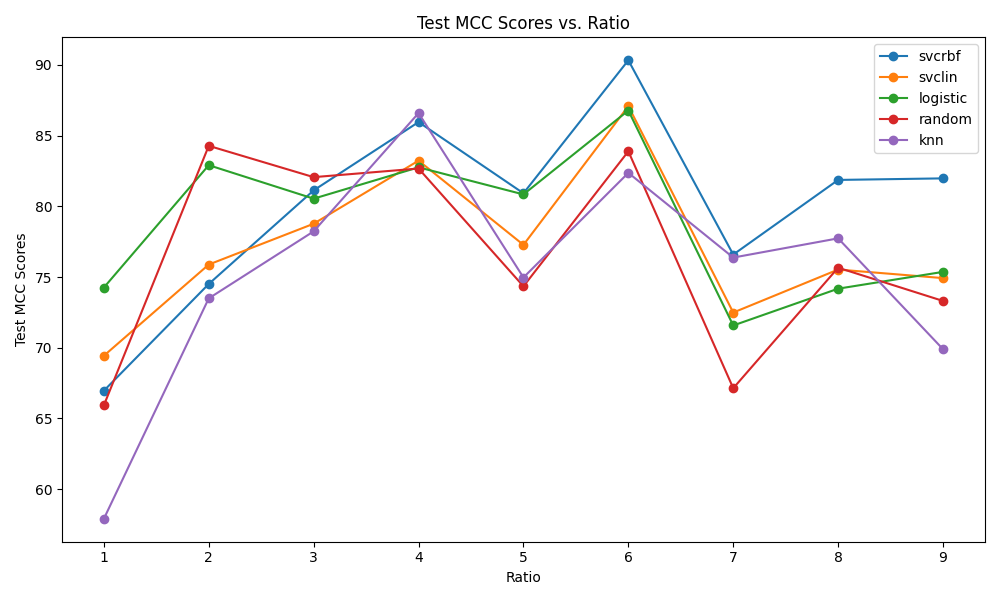 Test MCC Scores vs. Ratio
svcrbf
svclin
logistic
random
knn
Test MCC Scores
90
85
80
75
70
65
60
1 2 3 4 5 6 7 8 9
Ratio